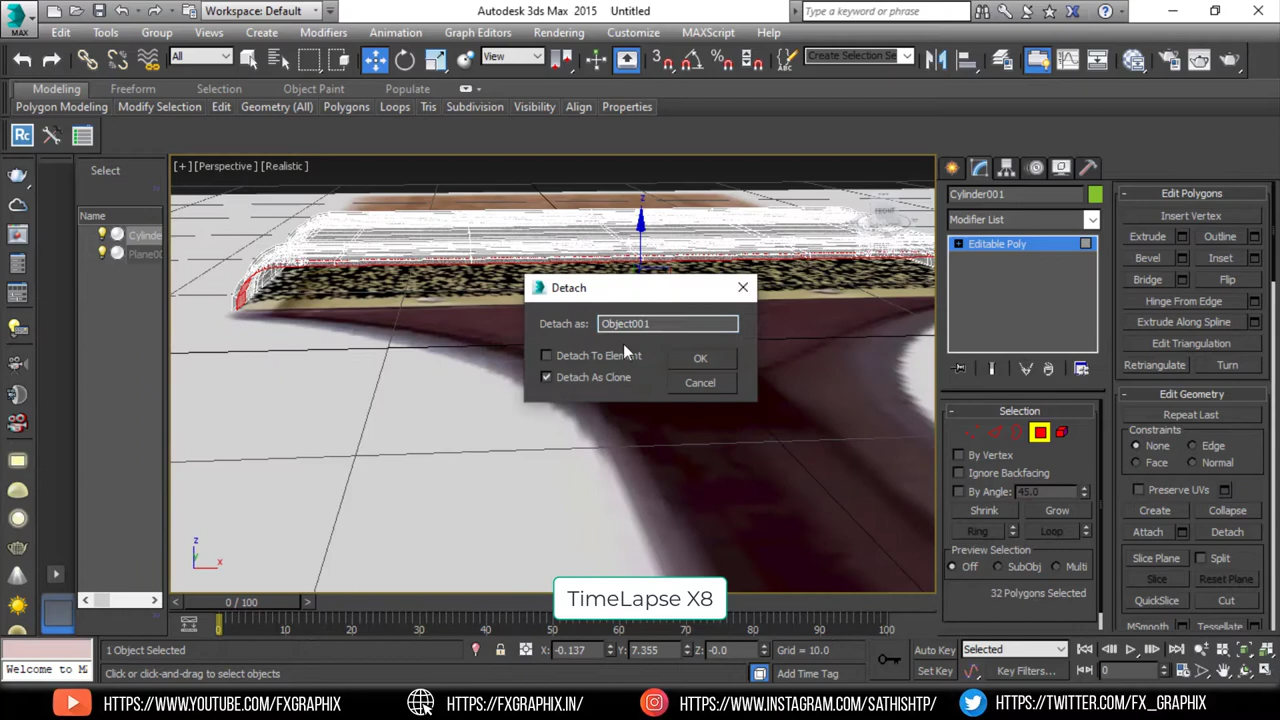 MAX
Workspace: Default
Autodesk 3ds Max 2015 Untitled
Type a keyword or phrase
Edit Tools Group Views Create Modifiers Animation Graph Editors Rendering Customize MAXScript Help
All
View
Create Selection Se
Modeling Freeform Selection Object Paint Populate
Polygon Modeling Modify Selection Edit Geometry (All) Polygons Loops Tris Subdivision Visibility Align Properties
Rc
Select
Name
Cylinde
Plane00
[+] [Perspective] [Realistic]
z
Detach
Detach as: Object001
Detach To Element
Detach As Clone
OK
Cancel
z
y
x
TimeLapse X8
Cylinder001
Modifier List
Editable Poly
Selection
By Vertex
Ignore Backfacing
By Angle: 45.0
Shrink Grow
Ring Loop
Preview Selection
Off SubObj Multi
32 Polygons Selected
Edit Polygons
Insert Vertex
Extrude Outline
Bevel Inset
Bridge Flip
Hinge From Edge
Extrude Along Spline
Edit Triangulation
Retriangulate Turn
Edit Geometry
Repeat Last
Constraints
None Edge
Face Normal
Preserve UVs
Create Collapse
Attach Detach
Slice Plane Split
Slice Reset Plane
QuickSlice Cut
MSmooth Tessellate
0 / 100
0 10 20 30 40 50 60 70 80 90 100
1 Object Selected
X: -0.137 Y: 7.355 Z: -0.0 Grid = 10.0
Auto Key Selected
Welcome to M
Click or click-and-drag to select objects
Add Time Tag
Set Key Key Filters... 0
HTTPS://WWW.YOUTUBE.COM/FXGRAPHIX HTTPS://FXGRAPHIX.IN/ HTTPS://WWW.INSTAGRAM.COM/SATHISHTP/ HTTPS://TWITTER.COM/FX_GRAPHIX